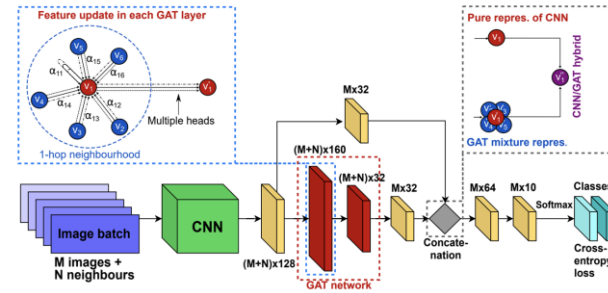 Feature update in each GAT layer
V5
V6
α15
α11
α16
V1
V1'
V4
α14
α12
α13
Multiple heads
V3
V2
1-hop neighbourhood
Pure repres. of CNN
V1
V1
CNN/GAT hybrid
V1
GAT mixture repres.
Mx32
(M+N)x160
(M+N)x32
Mx32
Mx64
Mx10
Softmax
Classes
Image batch
CNN
M images +
N neighbours
(M+N)x128
GAT network
Concate-
nation
Cross-
entropy
loss